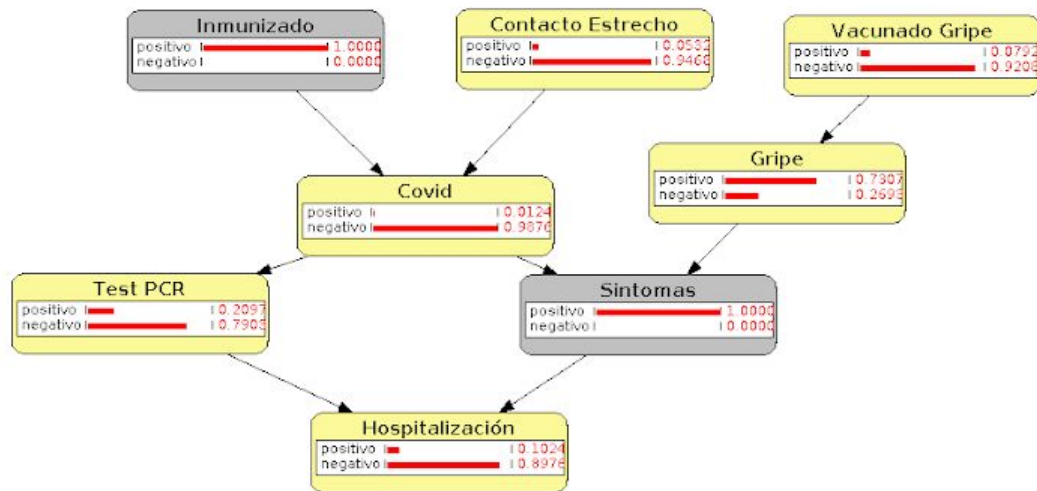 Inmunizado
positivo 1.0000
negativo 0.0000
Contacto Estrecho
positivo 0.0532
negativo 0.9468
Vacunado Gripe
positivo 0.0792
negativo 0.9208
Gripe
positivo 0.7307
negativo 0.2693
Covid
positivo 0.0124
negativo 0.9876
Test PCR
positivo 0.2097
negativo 0.7903
Sintomas
positivo 1.0000
negativo 0.0000
Hospitalización
positivo 0.1024
negativo 0.8976